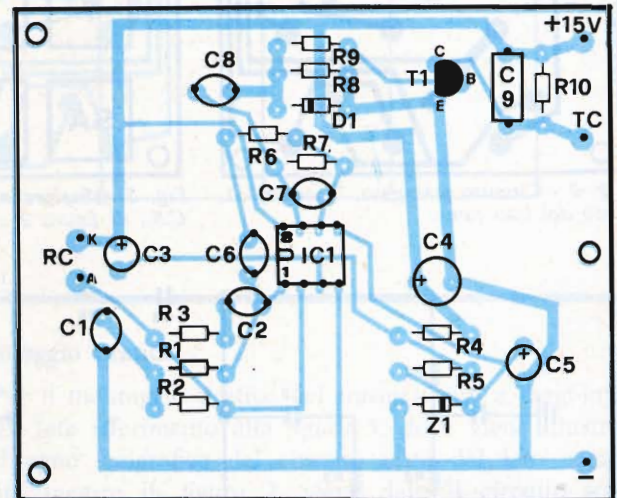 +15V
C8
R9
R8
D1
C
T1
B
E
C
9
R10
TC
R6
R7
C7
RC
K
A
C3
C6
8
1
IC1
C4
C1
R3
R1
R2
C2
R4
R5
C5
Z1
−